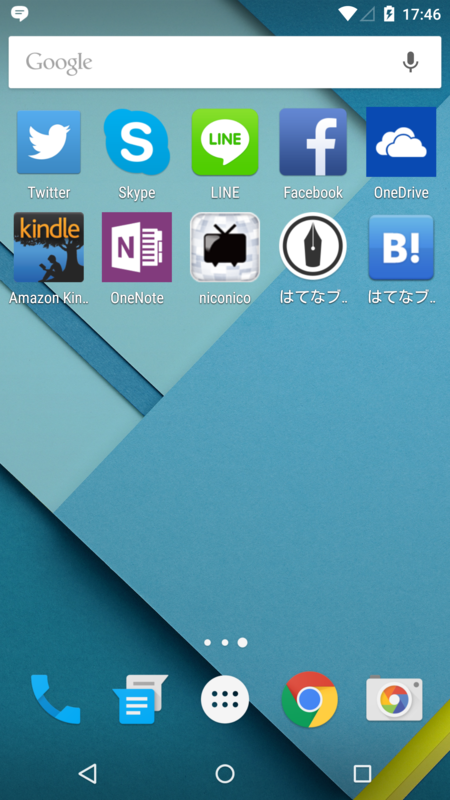 17:46
Google
S
LINE
f
Twitter
Skype
LINE
Facebook
OneDrive
kindle
N
B!
Amazon Kin..
OneNote
niconico
はてなブ..
はてなブ..